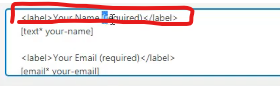 <label>Your Name (required)</label>
[text* your-name]
<label>Your Email (required)</label>
[email* your-email]